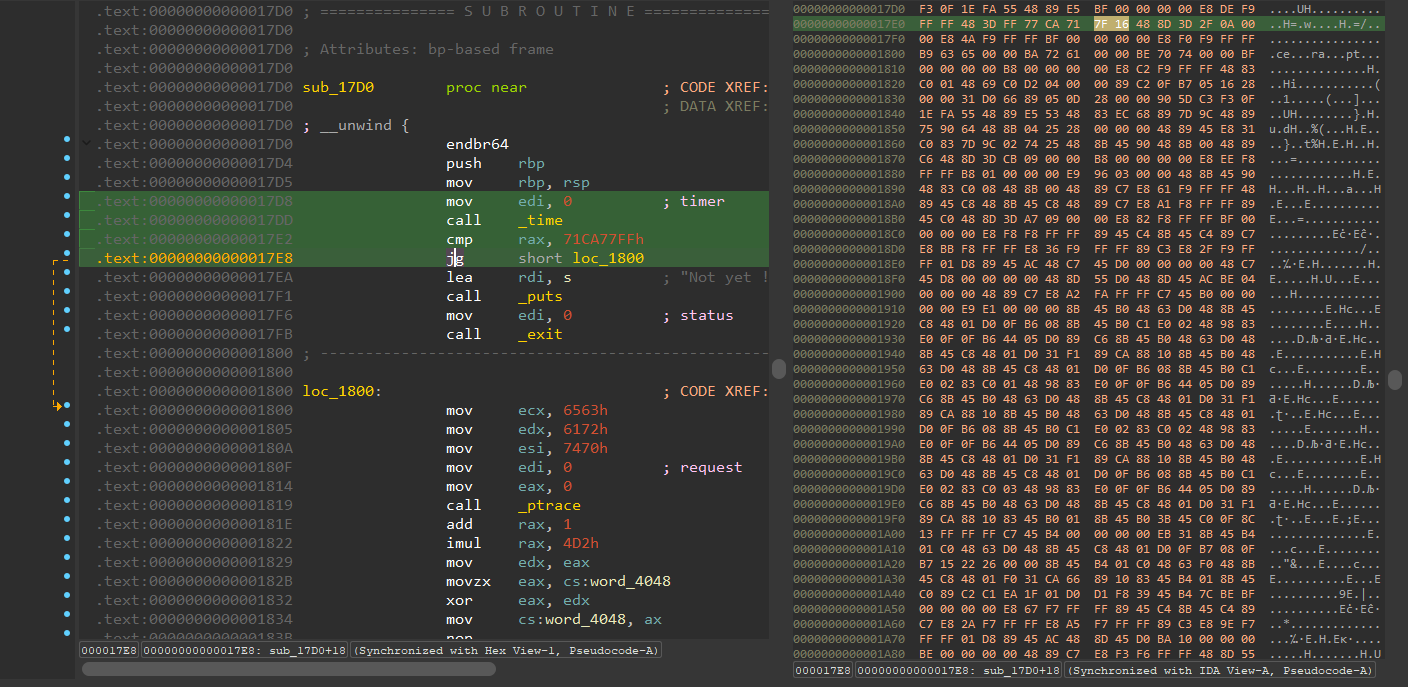 .text:00000000000017D0 ; =============== S U B R O U T I N E ==============
.text:00000000000017D0
.text:00000000000017D0 ; Attributes: bp-based frame
.text:00000000000017D0
.text:00000000000017D0 sub_17D0 proc near ; CODE XREF:
.text:00000000000017D0 ; DATA XREF:
.text:00000000000017D0 ; __unwind {
.text:00000000000017D0 endbr64
.text:00000000000017D4 push rbp
.text:00000000000017D5 mov rbp, rsp
.text:00000000000017D8 mov edi, 0 ; timer
.text:00000000000017DD call _time
.text:00000000000017E2 cmp rax, 71CA77FFh
.text:00000000000017E8 jg short loc_1800
.text:00000000000017EA lea rdi, s ; "Not yet !
.text:00000000000017F1 call _puts
.text:00000000000017F6 mov edi, 0 ; status
.text:00000000000017FB call _exit
.text:0000000000001800 ; --------------------------------------------------
.text:0000000000001800
.text:0000000000001800 loc_1800: ; CODE XREF:
.text:0000000000001800 mov ecx, 6563h
.text:0000000000001805 mov edx, 6172h
.text:000000000000180A mov esi, 7470h
.text:000000000000180F mov edi, 0 ; request
.text:0000000000001814 mov eax, 0
.text:0000000000001819 call _ptrace
.text:000000000000181E add rax, 1
.text:0000000000001822 imul rax, 4D2h
.text:0000000000001829 mov edx, eax
.text:000000000000182B movzx eax, cs:word_4048
.text:0000000000001832 xor eax, edx
.text:0000000000001834 mov cs:word_4048, ax
.text:000000000000183B nop
000017E8 00000000000017E8: sub_17D0+18 (Synchronized with Hex View-1, Pseudocode-A)
00000000000017D0 F3 0F 1E FA 55 48 89 E5 BF 00 00 00 00 E8 DE F9
00000000000017E0 FF FF 48 3D FF 77 CA 71 7F 16 48 8D 3D 2F 0A 00
00000000000017F0 00 E8 4A F9 FF FF BF 00 00 00 00 E8 F0 F9 FF FF
0000000000001800 B9 63 65 00 00 BA 72 61 00 00 BE 70 74 00 00 BF
0000000000001810 00 00 00 00 B8 00 00 00 00 E8 C2 F9 FF FF 48 83
0000000000001820 C0 01 48 69 C0 D2 04 00 00 89 C2 0F B7 05 16 28
0000000000001830 00 00 31 D0 66 89 05 0D 28 00 00 90 5D C3 F3 0F
0000000000001840 1E FA 55 48 89 E5 53 48 83 EC 68 89 7D 9C 48 89
0000000000001850 75 90 64 48 8B 04 25 28 00 00 00 48 89 45 E8 31
0000000000001860 C0 83 7D 9C 02 74 25 48 8B 45 90 48 8B 00 48 89
0000000000001870 C6 48 8D 3D CB 09 00 00 B8 00 00 00 00 E8 EE F8
0000000000001880 FF FF B8 01 00 00 00 E9 96 03 00 00 48 8B 45 90
0000000000001890 48 83 C0 08 48 8B 00 48 89 C7 E8 61 F9 FF FF 48
00000000000018A0 89 45 C8 48 8B 45 C8 48 89 C7 E8 A1 F8 FF FF 89
00000000000018B0 45 C0 48 8D 3D A7 09 00 00 E8 82 F8 FF FF BF 00
00000000000018C0 00 00 00 E8 F8 F8 FF FF 89 45 C4 8B 45 C4 89 C7
00000000000018D0 E8 BB F8 FF FF E8 36 F9 FF FF 89 C3 E8 2F F9 FF
00000000000018E0 FF 01 D8 89 45 AC 48 C7 45 D0 00 00 00 00 48 C7
00000000000018F0 45 D8 00 00 00 00 48 8D 55 D0 48 8D 45 AC BE 04
0000000000001900 00 00 00 48 89 C7 E8 A2 FA FF FF C7 45 B0 00 00
0000000000001910 00 00 E9 E1 00 00 00 8B 45 B0 48 63 D0 48 8B 45
0000000000001920 C8 48 01 D0 0F B6 08 8B 45 B0 C1 E0 02 48 98 83
0000000000001930 E0 0F 0F B6 44 05 D0 89 C6 8B 45 B0 48 63 D0 48
0000000000001940 8B 45 C8 48 01 D0 31 F1 89 CA 88 10 8B 45 B0 48
0000000000001950 63 D0 48 8B 45 C8 48 01 D0 0F B6 08 8B 45 B0 C1
0000000000001960 E0 02 83 C0 01 48 98 83 E0 0F 0F B6 44 05 D0 89
0000000000001970 C6 8B 45 B0 48 63 D0 48 8B 45 C8 48 01 D0 31 F1
0000000000001980 89 CA 88 10 8B 45 B0 48 63 D0 48 8B 45 C8 48 01
0000000000001990 D0 0F B6 08 8B 45 B0 C1 E0 02 83 C0 02 48 98 83
00000000000019A0 E0 0F 0F B6 44 05 D0 89 C6 8B 45 B0 48 63 D0 48
00000000000019B0 8B 45 C8 48 01 D0 31 F1 89 CA 88 10 8B 45 B0 48
00000000000019C0 63 D0 48 8B 45 C8 48 01 D0 0F B6 08 8B 45 B0 C1
00000000000019D0 E0 02 83 C0 03 48 98 83 E0 0F 0F B6 44 05 D0 89
00000000000019E0 C6 8B 45 B0 48 63 D0 48 8B 45 C8 48 01 D0 31 F1
00000000000019F0 89 CA 88 10 83 45 B0 01 8B 45 B0 3B 45 C0 0F 8C
0000000000001A00 13 FF FF FF C7 45 B4 00 00 00 00 EB 31 8B 45 B4
0000000000001A10 01 C0 48 63 D0 48 8B 45 C8 48 01 D0 0F B7 08 0F
0000000000001A20 B7 15 22 26 00 00 8B 45 B4 01 C0 48 63 F0 48 8B
0000000000001A30 45 C8 48 01 F0 31 CA 66 89 10 83 45 B4 01 8B 45
0000000000001A40 C0 89 C2 C1 EA 1F 01 D0 D1 F8 39 45 B4 7C BE BF
0000000000001A50 00 00 00 00 E8 67 F7 FF FF 89 45 C4 8B 45 C4 89
0000000000001A60 C7 E8 2A F7 FF FF E8 A5 F7 FF FF 89 C3 E8 9E F7
0000000000001A70 FF FF 01 D8 89 45 AC 48 8D 45 D0 BA 10 00 00 00
0000000000001A80 BE 00 00 00 00 48 89 C7 E8 F3 F6 FF FF 48 8D 55
000017E8 00000000000017E8: sub_17D0+18 (Synchronized with IDA View-A, Pseudocode-A)